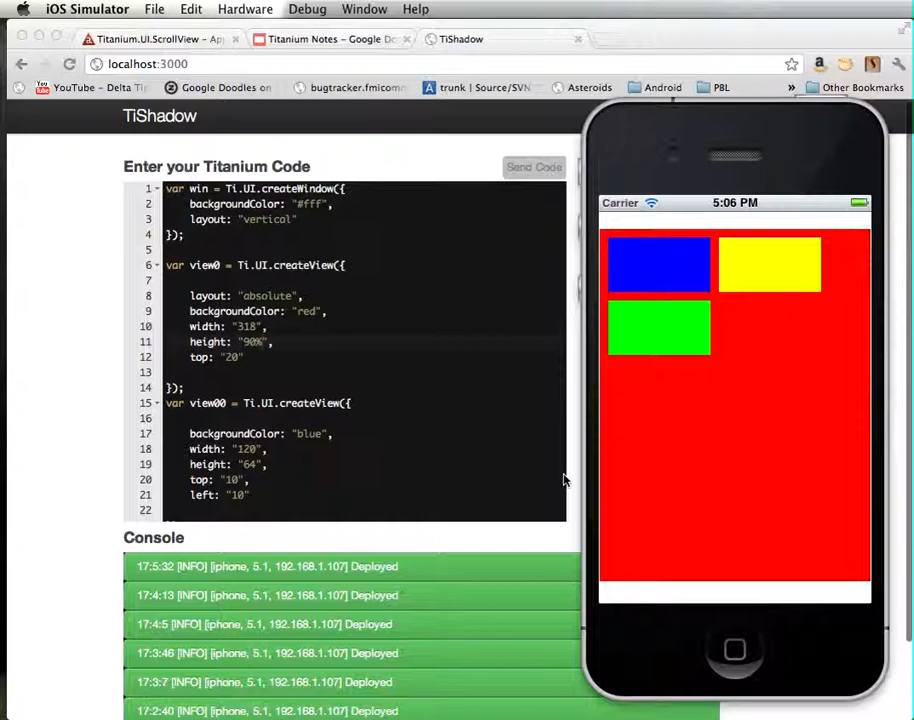 iOS Simulator File Edit Hardware Debug Window Help
Titanium.UI.ScrollView - Ap Titanium Notes - Google Do TiShadow
localhost:3000
YouTube - Delta Ti Google Doodles on bugtracker.fmicomm trunk | Source/SVN Asteroids Android PBL » Other Bookmarks
TiShadow
Enter your Titanium Code Send Code
1 var win = Ti.UI.createWindow({
2 backgroundColor: "#fff",
3 layout: "vertical"
4 });
5
6 var view0 = Ti.UI.createView({
7
8 layout: "absolute",
9 backgroundColor: "red",
10 width: "318",
11 height: "90%",
12 top: "20"
13
14 });
15 var view00 = Ti.UI.createView({
16
17 backgroundColor: "blue",
18 width: "120",
19 height: "64",
20 top: "10",
21 left: "10"
22
Carrier 5:06 PM
Console
17:5:32 [INFO] [iphone, 5.1, 192.168.1.107] Deployed
17:4:13 [INFO] [iphone, 5.1, 192.168.1.107] Deployed
17:4:5 [INFO] [iphone, 5.1, 192.168.1.107] Deployed
17:3:46 [INFO] [iphone, 5.1, 192.168.1.107] Deployed
17:3:7 [INFO] [iphone, 5.1, 192.168.1.107] Deployed
17:2:40 [INFO] [iphone, 5.1, 192.168.1.107] Deployed